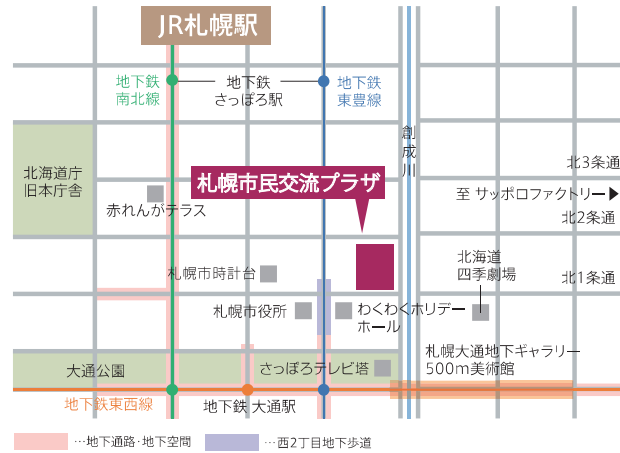 JR札幌駅
地下鉄
南北線
地下鉄
さっぽろ駅
地下鉄
東豊線
創成川
北海道庁
旧本庁舎
札幌市民交流プラザ
北3条通
至 サッポロファクトリー
赤れんがテラス
北2条通
札幌市時計台
北海道
四季劇場
北1条通
札幌市役所
わくわくホリデー
ホール
大通公園
さっぽろテレビ塔
札幌大通地下ギャラリー
500m美術館
地下鉄東西線
地下鉄 大通駅
…地下通路・地下空間
…西2丁目地下歩道